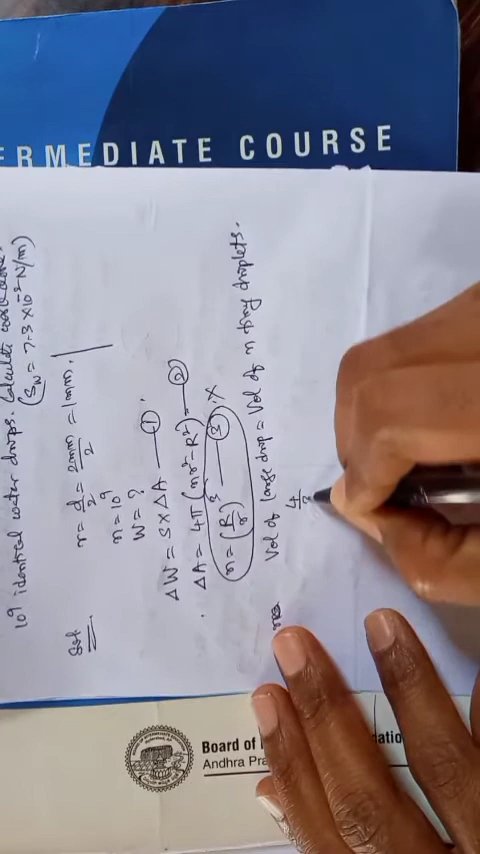 ERMEDIATE COURSE
10⁹ identical water drops. Calculate work done.
(S_W = 7.3 × 10⁻² N/m)
Sol
r = d/2 = 2mm/2 = 1mm.
n = 10⁹
W = ?
ΔW = S × ΔA — ①
ΔA = 4π (nr² − R²) — ②
n = (R/r)³ — ③ . X
Vol of large drop = Vol of n tiny droplets.
4/3
Board of
Andhra Pra